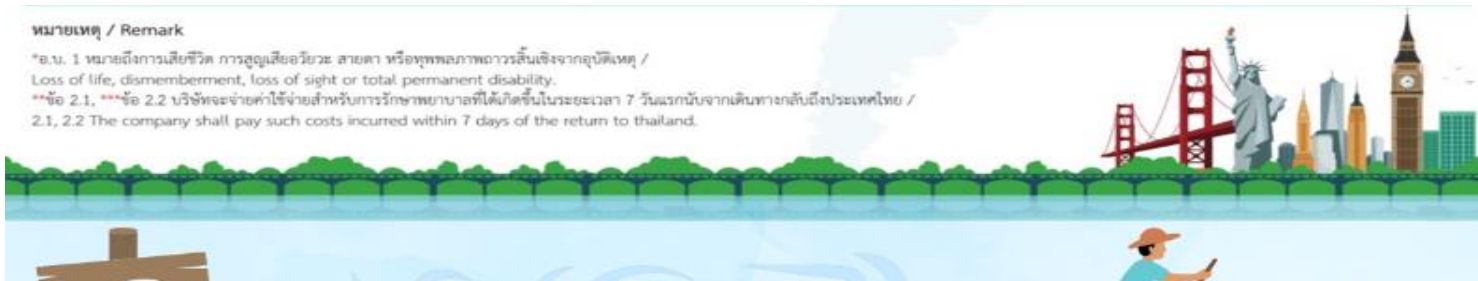 หมายเหตุ / Remark
*อ.บ. 1 หมายถึงการเสียชีวิต การสูญเสียอวัยวะ สายตา หรือทุพพลภาพถาวรสิ้นเชิงจากอุบัติเหตุ /
Loss of life, dismemberment, loss of sight or total permanent disability.
**ข้อ 2.1, ***ข้อ 2.2 บริษัทจะจ่ายค่าใช้จ่ายสำหรับการรักษาพยาบาลที่ได้เกิดขึ้นในระยะเวลา 7 วันแรกนับจากเดินทางกลับถึงประเทศไทย /
2.1, 2.2 The company shall pay such costs incurred within 7 days of the return to thailand.